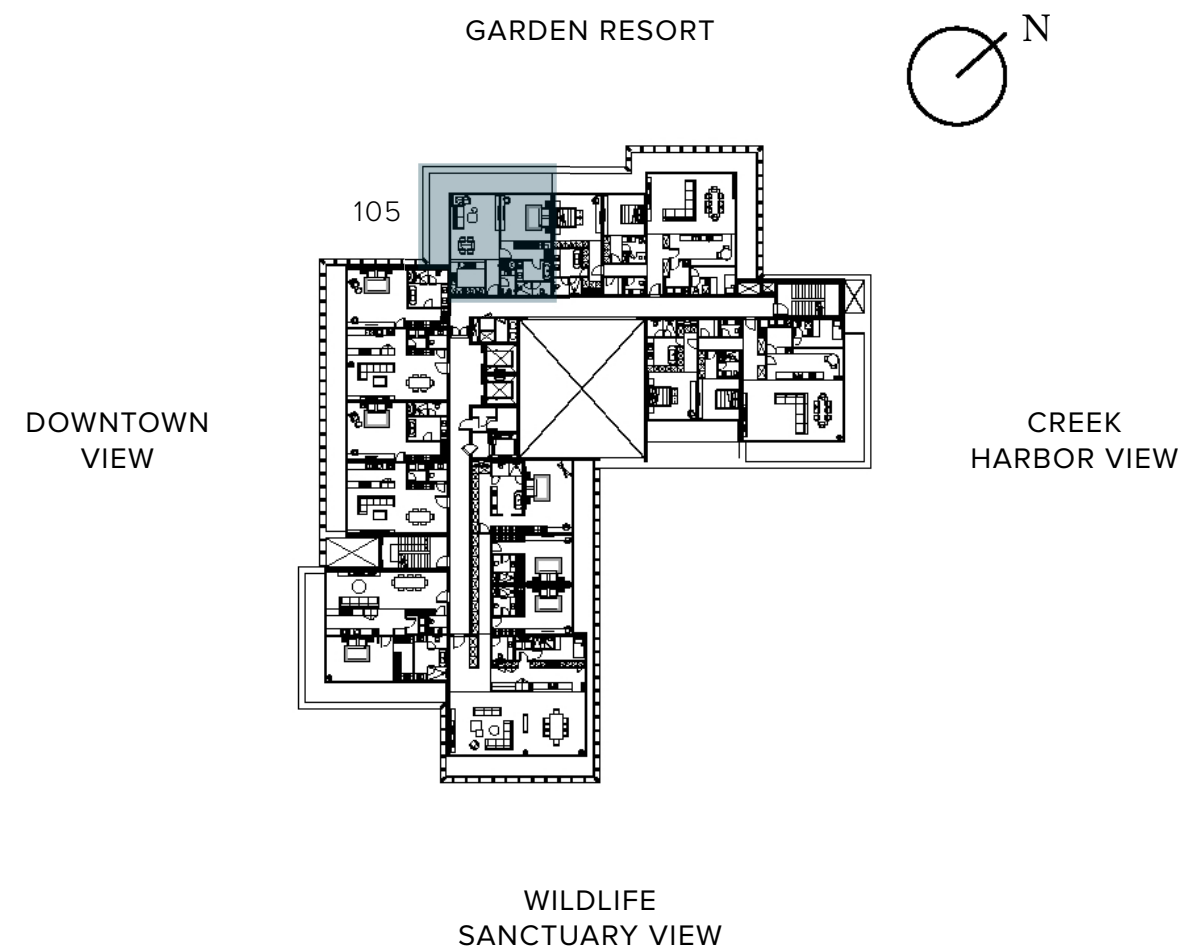 GARDEN RESORT
N
105
DOWNTOWN
VIEW
CREEK
HARBOR VIEW
WILDLIFE
SANCTUARY VIEW